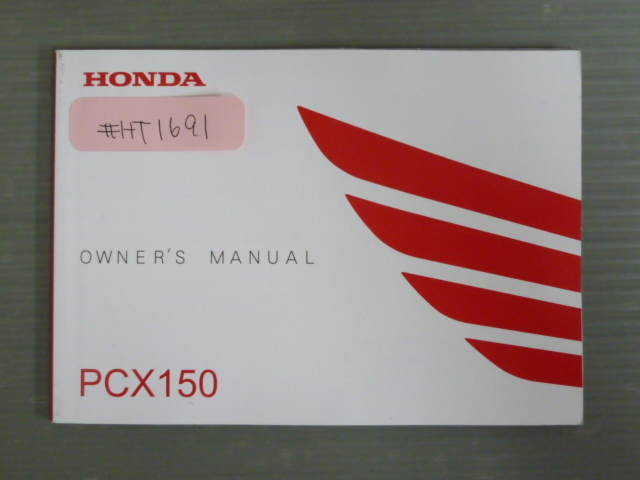 HONDA
#HT1691
OWNER'S MANUAL
PCX150